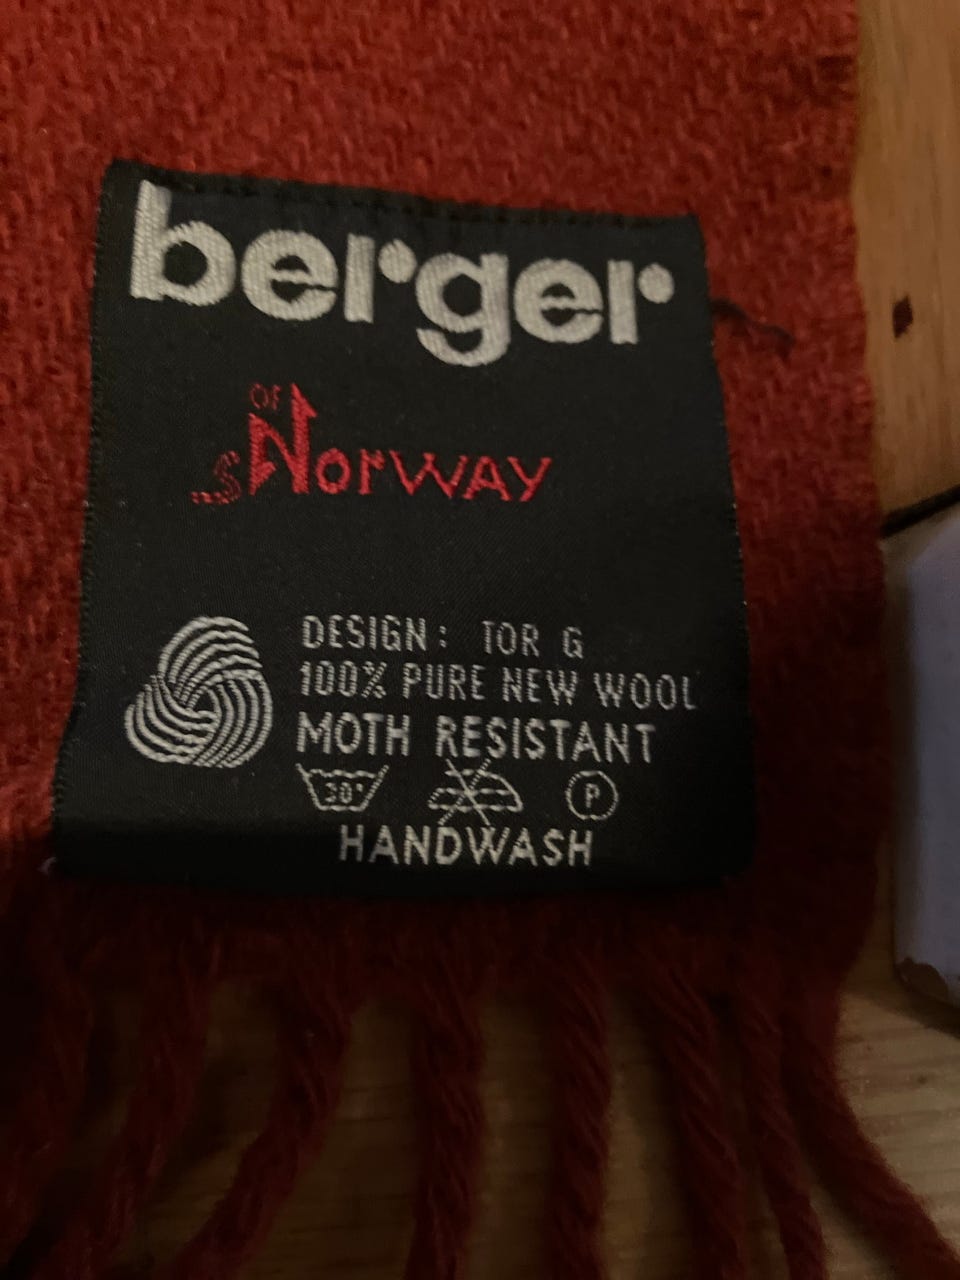 berger
OF
Norway
DESIGN: TOR G
100% PURE NEW WOOL
MOTH RESISTANT
30° P
HANDWASH